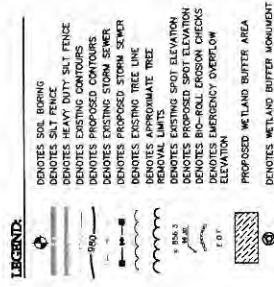 LEGEND:
DENOTES SOIL BORING
DENOTES SILT FENCE
DENOTES HEAVY DUTY SILT FENCE
DENOTES EXISTING CONTOURS
980 DENOTES PROPOSED CONTOURS
DENOTES EXISTING STORM SEWER
DENOTES PROPOSED STORM SEWER
DENOTES EXISTING TREE LINE
DENOTES APPROXIMATE TREE
REMOVAL LIMITS
x 856.3 DENOTES EXISTING SPOT ELEVATION
DENOTES PROPOSED SPOT ELEVATION
DENOTES BIO-ROLL EROSION CHECKS
E.O.F. DENOTES EMERGENCY OVERFLOW
ELEVATION
PROPOSED WETLAND BUFFER AREA
DENOTES WETLAND BUFFER MONUMENT